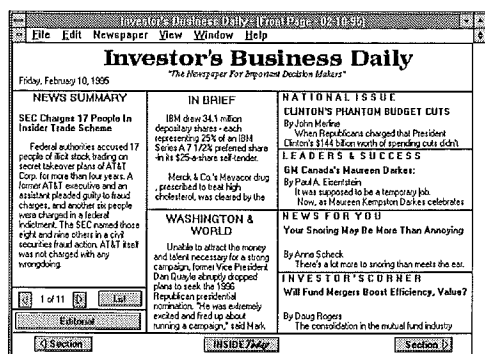 Investor's Business Daily - [Front Page - 02-10-95]
File Edit Newspaper View Window Help
Investor's Business Daily
"The Newspaper For Important Decision Makers"
Friday, February 10, 1995
NEWS SUMMARY
SEC Charges 17 People In
Insider Trade Scheme
Federal authorities accused 17
people of illicit stock trading on
secret takeover plans of AT&T
Corp. for more than four years. A
former AT&T executive and an
assistant pleaded guilty to fraud
charges, and another six people
were charged in a federal
indictment. The SEC named those
eight and nine others in a civil
securities fraud action. AT&T itself
was not charged with any
wrongdoing.
1 of 11
List
Editorial
IN BRIEF
IBM drew 34.1 million
depositary shares - each
representing 25% of an IBM
Series A 7 1/2% preferred share
- in its $25-a-share self-tender.
Merck & Co.'s Mevacor drug
, prescribed to treat high
cholesterol, was cleared by the
WASHINGTON &
WORLD
Unable to attract the money
and talent necessary for a strong
campaign, former Vice President
Dan Quayle abruptly dropped
plans to seek the 1996
Republican presidential
nomination. "He was extremely
excited and fired up about
running a campaign," said Mark
NATIONAL ISSUE
CLINTON'S PHANTOM BUDGET CUTS
By John Merline
When Republicans charged that President
Clinton's $144 billion worth of spending cuts didn't
LEADERS & SUCCESS
GM Canada's Maureen Darkes:
By Paul A. Eisenstein
It was supposed to be a temporary job.
Now, as Maureen Kempston Darkes celebrates
NEWS FOR YOU
Your Snoring May Be More Than Annoying
By Anne Scheck
There's a lot more to snoring than meets the ear.
INVESTOR'S CORNER
Will Fund Mergers Boost Efficiency, Value?
By Doug Rogers
The consolidation in the mutual fund industry
Section
INSIDE Today
Section